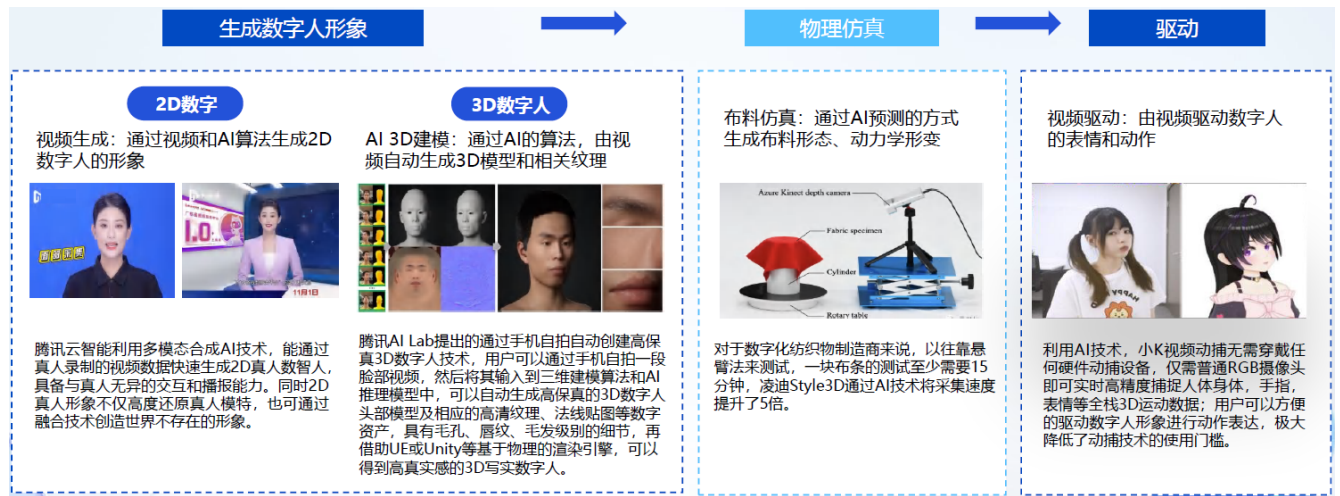 生成数字人形象
物理仿真
驱动
2D数字
视频生成：通过视频和AI算法生成2D
数字人的形象
11月1日
腾讯云智能利用多模态合成AI技术，能通过
真人录制的视频数据快速生成2D真人数智人，
具备与真人无异的交互和播报能力。同时2D
真人形象不仅高度还原真人模特，也可通过
融合技术创造世界不存在的形象。
3D数字人
AI 3D建模：通过AI的算法，由视
频自动生成3D模型和相关纹理
腾讯AI Lab提出的通过手机自拍自动创建高保
真3D数字人技术，用户可以通过手机自拍一段
脸部视频，然后将其输入到三维建模算法和AI
推理模型中，可以自动生成高保真的3D数字人
头部模型及相应的高清纹理、法线贴图等数字
资产，具有毛孔、唇纹、毛发级别的细节，再
借助UE或Unity等基于物理的渲染引擎，可以
得到高真实感的3D写实数字人。
布料仿真：通过AI预测的方式
生成布料形态、动力学形变
Azure Kinect depth camera
Fabric specimen
Cylinder
Rotary table
对于数字化纺织物制造商来说，以往靠悬
臂法来测试，一块布条的测试至少需要15
分钟，凌迪Style3D通过AI技术将采集速度
提升了5倍。
视频驱动：由视频驱动数字人
的表情和动作
HAPPY
利用AI技术，小K视频动捕无需穿戴任
何硬件动捕设备，仅需普通RGB摄像头
即可实时高精度捕捉人体身体，手指，
表情等全栈3D运动数据；用户可以方便
的驱动数字人形象进行动作表达，极大
降低了动捕技术的使用门槛。